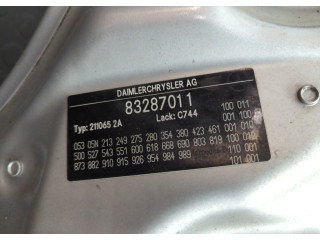 DAIMLERCHRYSLER AG
83287011
Typ: 211065 2A Lack: C744
100 011
001 100
053 05N 213 249 275 280 354 380 423 461 001 010
500 527 543 551 600 618 668 690 803 819 100 010
873 882 910 915 926 954 984 989 110 001
101 001